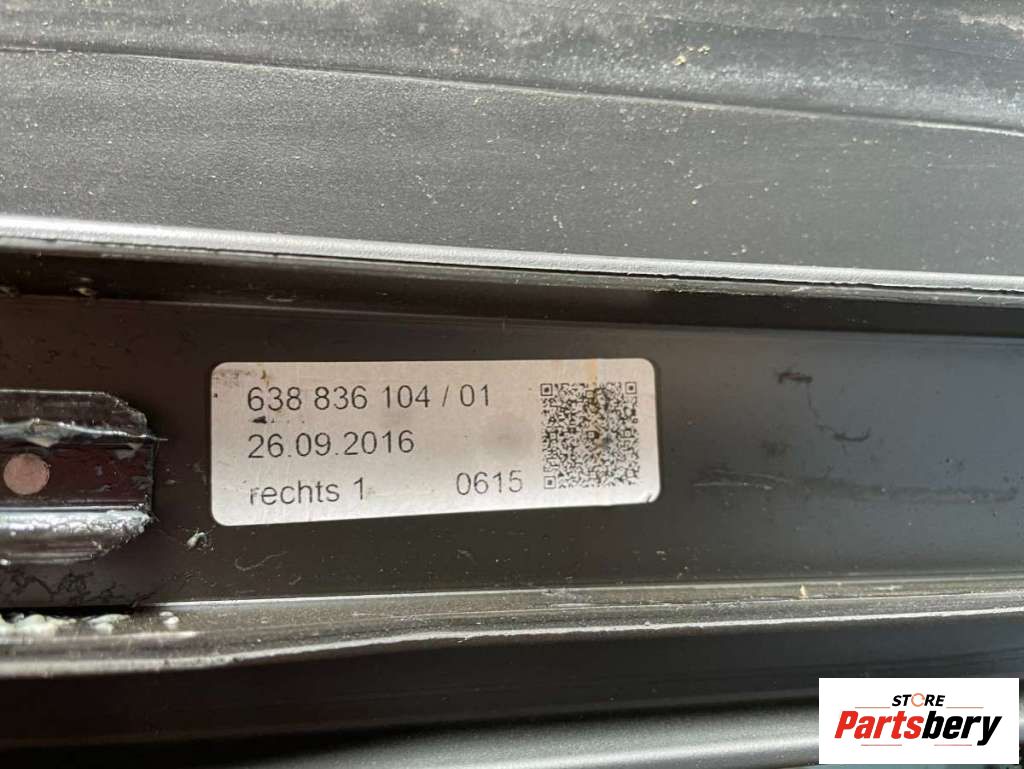 638 836 104 / 01
26.09.2016
rechts 1 0615
STORE
Partsbery